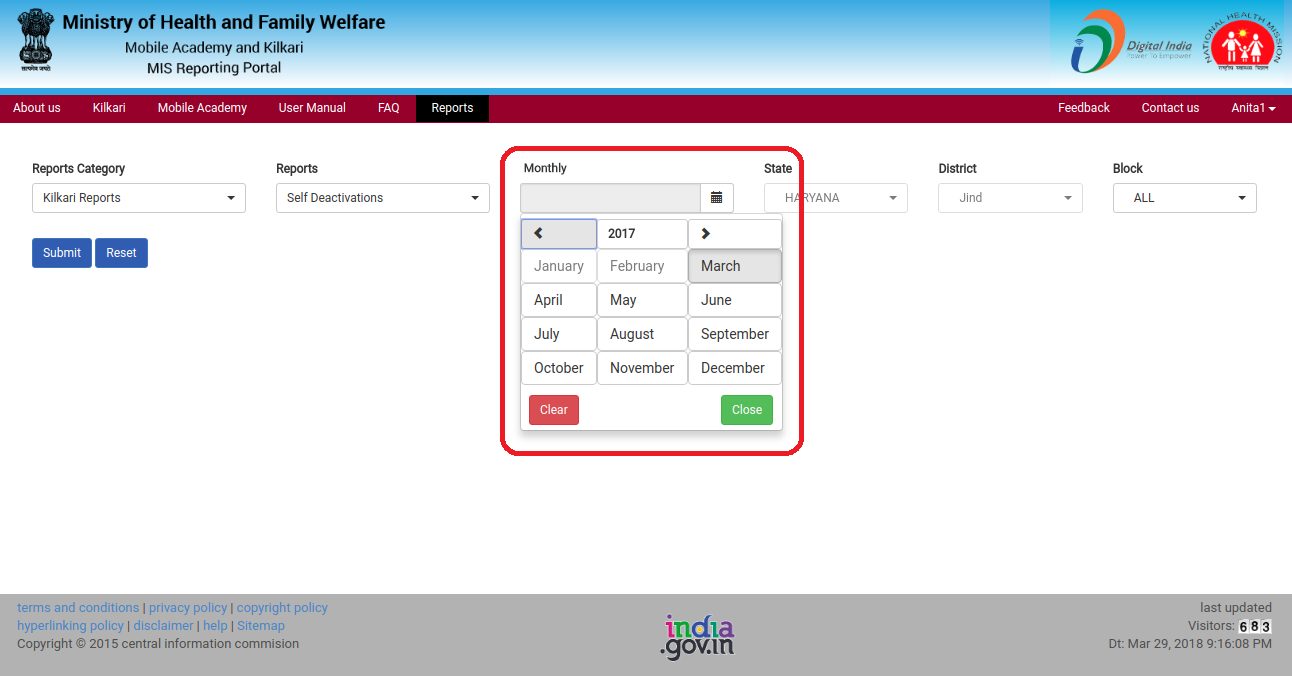 Ministry of Health and Family Welfare
Mobile Academy and Kilkari
MIS Reporting Portal
सत्यमेव जयते
Digital India
Power To Empower
NATIONAL HEALTH MISSION
राष्ट्रीय स्वास्थ्य मिशन
About us Kilkari Mobile Academy User Manual FAQ Reports Feedback Contact us Anita1
Reports Category Reports Monthly State District Block
Kilkari Reports Self Deactivations HARYANA Jind ALL
Submit Reset
2017
January February March
April May June
July August September
October November December
Clear Close
terms and conditions | privacy policy | copyright policy
hyperlinking policy | disclaimer | help | Sitemap
Copyright © 2015 central information commision
india
.gov.in
last updated
Visitors: 683
Dt: Mar 29, 2018 9:16:08 PM